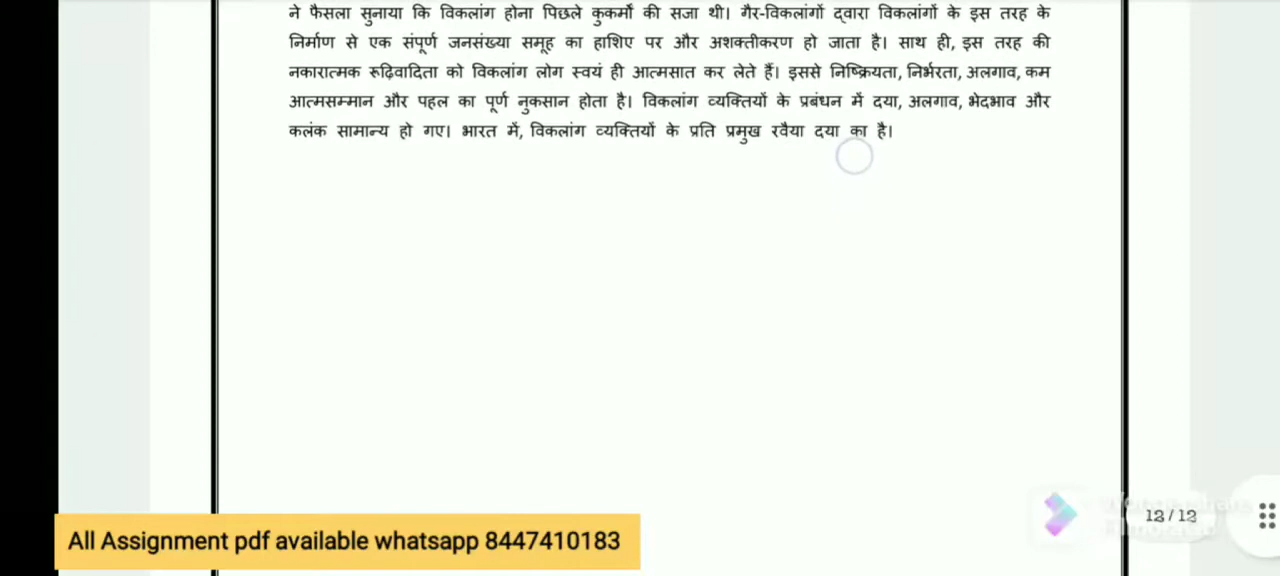 ने फैसला सुनाया कि विकलांग होना पिछले कुकर्मों की सजा थी। गैर-विकलांगों द्वारा विकलांगों के इस तरह के
निर्माण से एक संपूर्ण जनसंख्या समूह का हाशिए पर और अशक्तीकरण हो जाता है। साथ ही, इस तरह की
नकारात्मक रूढ़िवादिता को विकलांग लोग स्वयं ही आत्मसात कर लेते हैं। इससे निष्क्रियता, निर्भरता, अलगाव, कम
आत्मसम्मान और पहल का पूर्ण नुकसान होता है। विकलांग व्यक्तियों के प्रबंधन में दया, अलगाव, भेदभाव और
कलंक सामान्य हो गए। भारत में, विकलांग व्यक्तियों के प्रति प्रमुख रवैया दया का है।
12 / 12
All Assignment pdf available whatsapp 8447410183